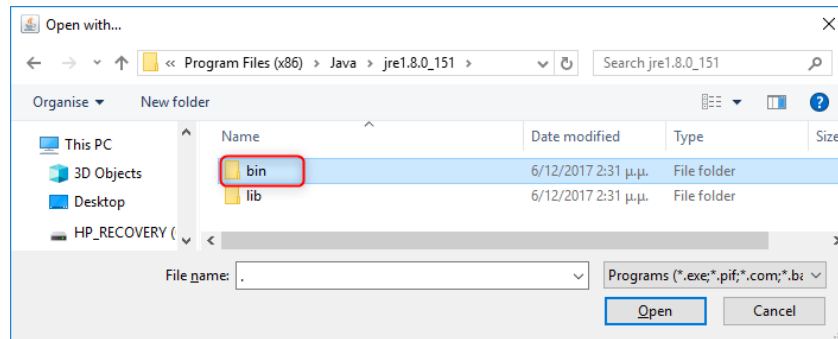 Open with...
« Program Files (x86) › Java › jre1.8.0_151 › Search jre1.8.0_151
Organise New folder ?
Name Date modified Type Size
This PC
3D Objects
Desktop
HP_RECOVERY (
bin 6/12/2017 2:31 μ.μ. File folder
lib 6/12/2017 2:31 μ.μ. File folder
File name: .
Programs (*.exe;*.pif;*.com;*.ba
Open Cancel